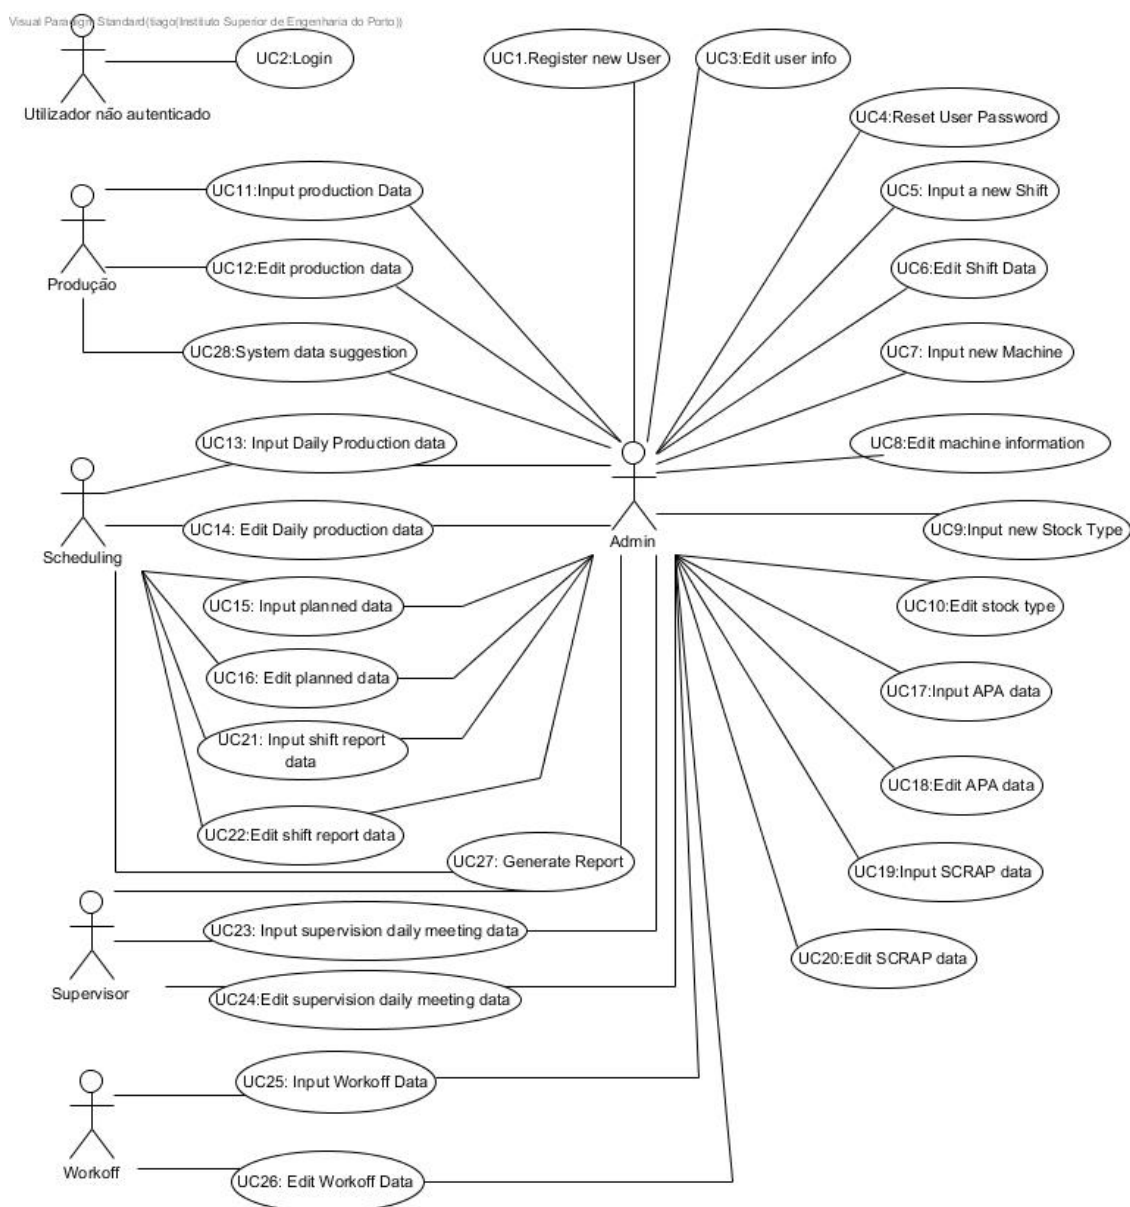 Visual Paradigm Standard(tiago(Instituto Superior de Engenharia do Porto))
UC2:Login
UC1.Register new User
UC3:Edit user info
Utilizador não autenticado
UC4:Reset User Password
UC11:Input production Data
UC5: Input a new Shift
UC12:Edit production data
UC6:Edit Shift Data
Produção
UC28:System data suggestion
UC7: Input new Machine
UC13: Input Daily Production data
UC8:Edit machine information
UC14: Edit Daily production data
UC9:Input new Stock Type
Scheduling
Admin
UC15: Input planned data
UC10:Edit stock type
UC16: Edit planned data
UC17:Input APA data
UC21: Input shift report
data
UC18:Edit APA data
UC22:Edit shift report data
UC27: Generate Report
UC19:Input SCRAP data
UC23: Input supervision daily meeting data
UC20:Edit SCRAP data
Supervisor
UC24:Edit supervision daily meeting data
UC25: Input Workoff Data
Workoff
UC26: Edit Workoff Data